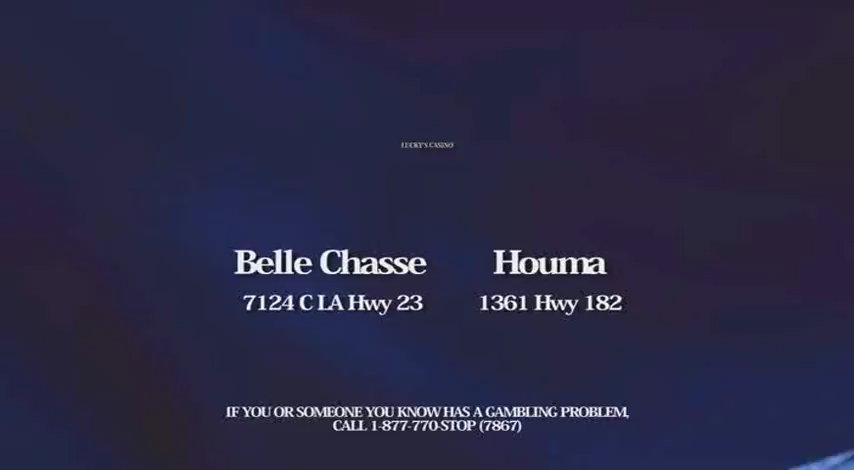 LUCKY'S CASINO
Belle Chasse Houma
7124 C LA Hwy 23 1361 Hwy 182
IF YOU OR SOMEONE YOU KNOW HAS A GAMBLING PROBLEM,
CALL 1-877-770-STOP (7867)